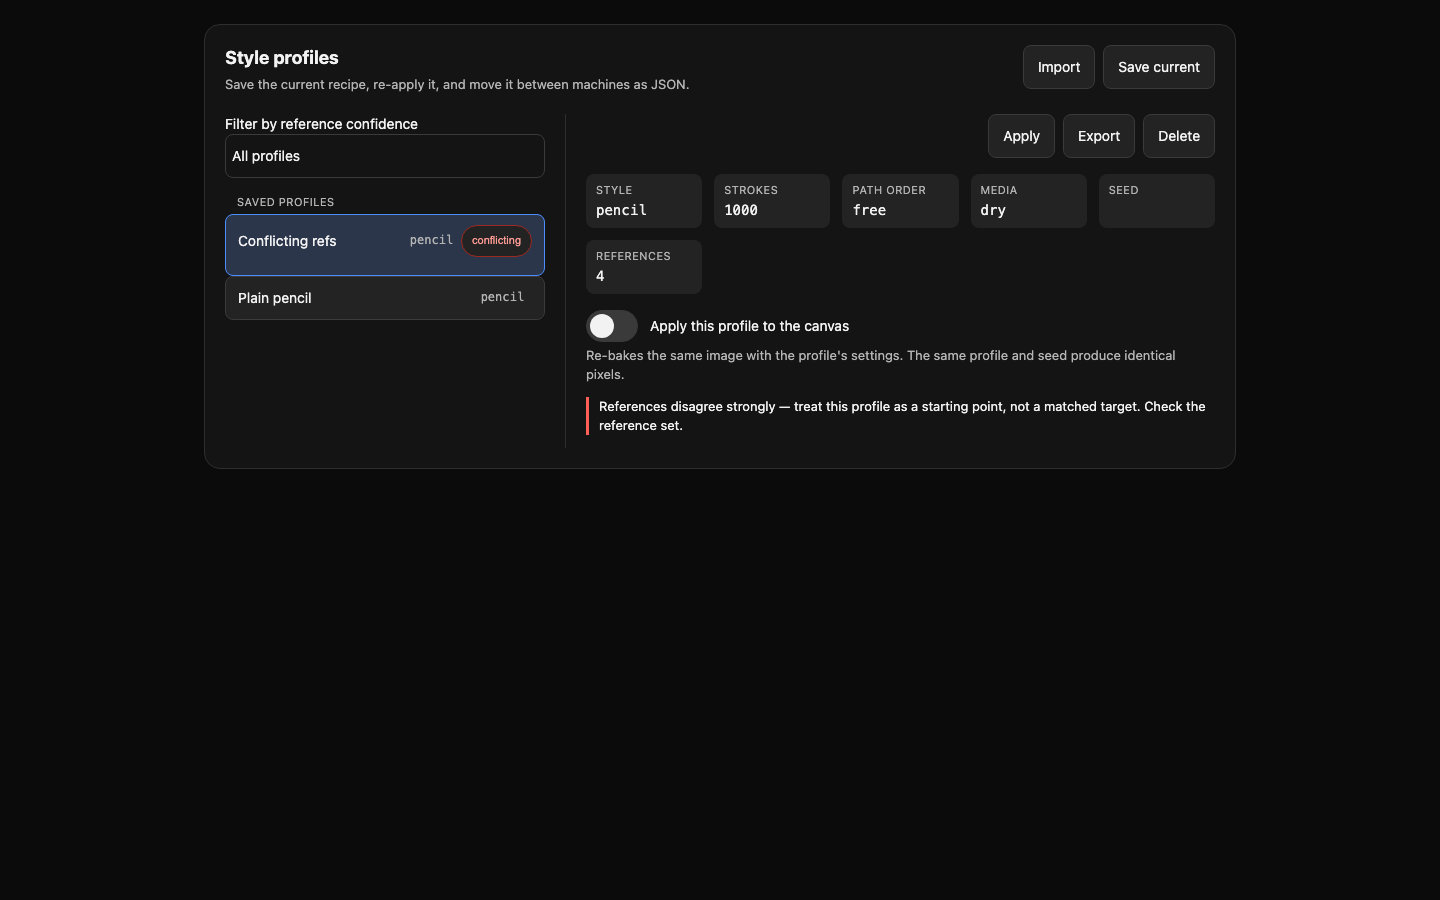 Style profiles
Save the current recipe, re-apply it, and move it between machines as JSON.
Import
Save current
Filter by reference confidence
All profiles
SAVED PROFILES
Conflicting refs
pencil
conflicting
Plain pencil
pencil
Apply
Export
Delete
STYLE
pencil
STROKES
1000
PATH ORDER
free
MEDIA
dry
SEED
REFERENCES
4
Apply this profile to the canvas
Re-bakes the same image with the profile's settings. The same profile and seed produce identical
pixels.
References disagree strongly — treat this profile as a starting point, not a matched target. Check the
reference set.